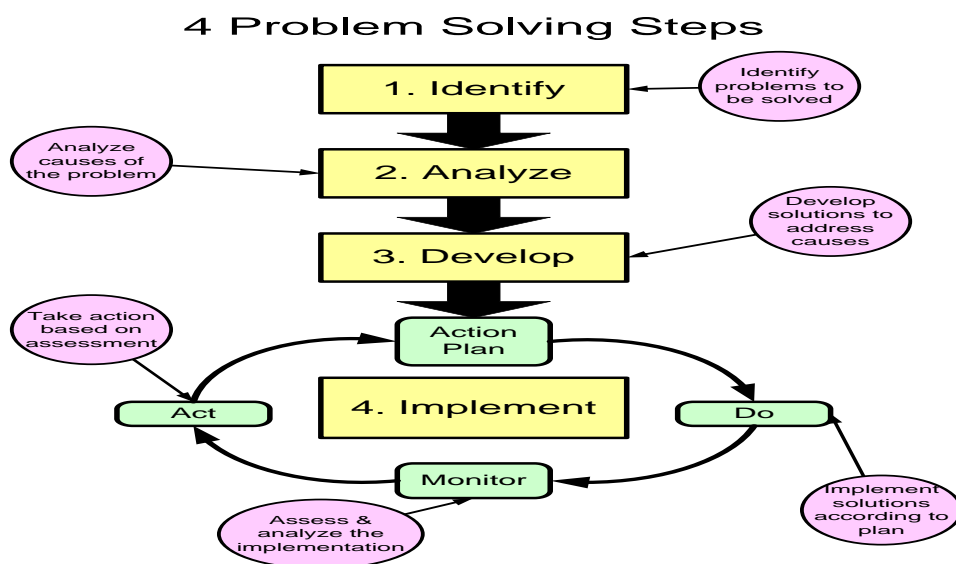 4 Problem Solving Steps
1. Identify
Identify
problems to
be solved
Analyze
causes of
the problem
2. Analyze
Develop
solutions to
address
causes
3. Develop
Take action
based on
assessment
Action
Plan
Act
4. Implement
Do
Monitor
Implement
solutions
according to
plan
Assess &
analyze the
implementation